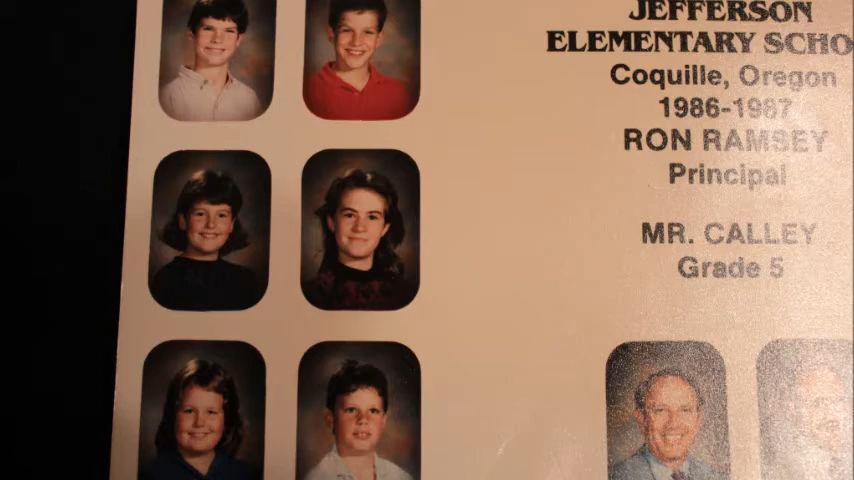 JEFFERSON
ELEMENTARY SCHO
Coquille, Oregon
1986-1987
RON RAMSEY
Principal
MR. CALLEY
Grade 5